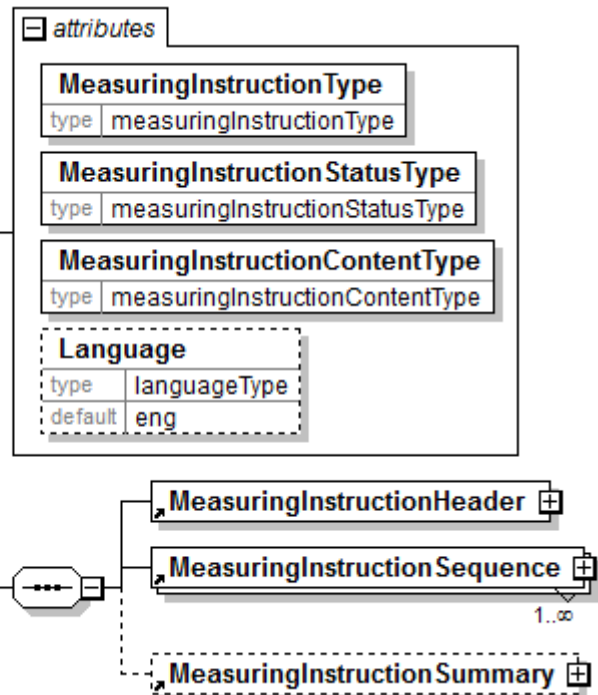 attributes
MeasuringInstructionType
type measuringInstructionType
MeasuringInstructionStatusType
type measuringInstructionStatusType
MeasuringInstructionContentType
type measuringInstructionContentType
Language
type languageType
default eng
MeasuringInstructionHeader
MeasuringInstructionSequence
1..∞
MeasuringInstructionSummary